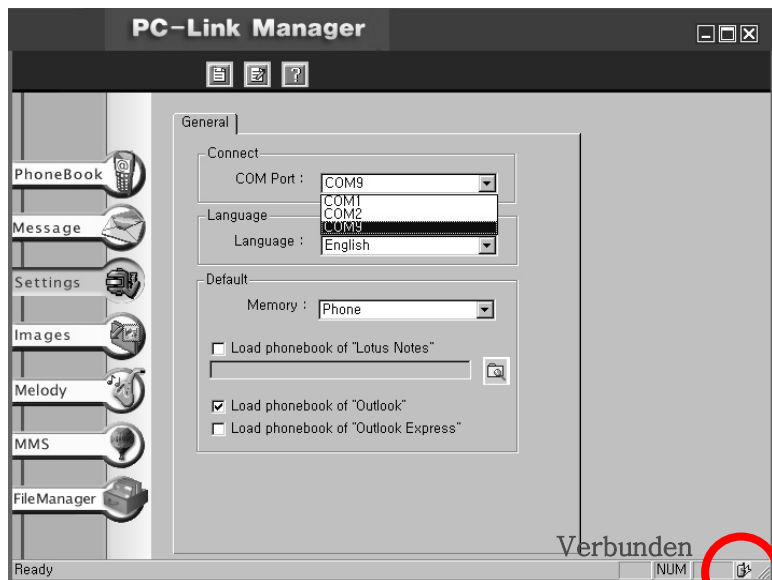 PC-Link Manager
General
Connect
COM Port :
COM9
COM1
COM2
COM9
Language
Language :
English
Default
Memory :
Phone
Load phonebook of "Lotus Notes"
Load phonebook of "Outlook"
Load phonebook of "Outlook Express"
PhoneBook
Message
Settings
Images
Melody
MMS
FileManager
Verbunden
Ready
NUM